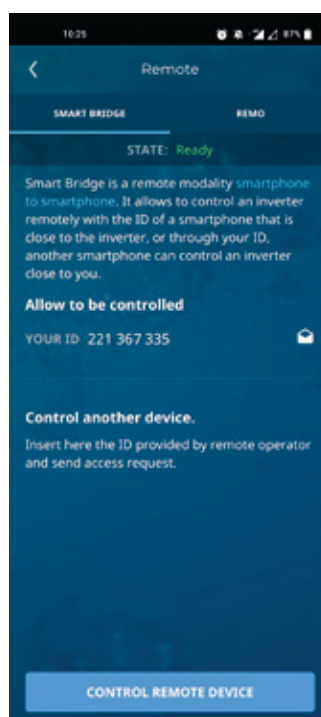 10:25
87%
Remote
SMART BRIDGE
REMO
STATE: Ready
Smart Bridge is a remote modality smartphone
to smartphone. It allows to control an inverter
remotely with the ID of a smartphone that is
close to the inverter, or through your ID,
another smartphone can control an inverter
close to you.
Allow to be controlled
YOUR ID 221 367 335
Control another device.
Insert here the ID provided by remote operator
and send access request.
CONTROL REMOTE DEVICE